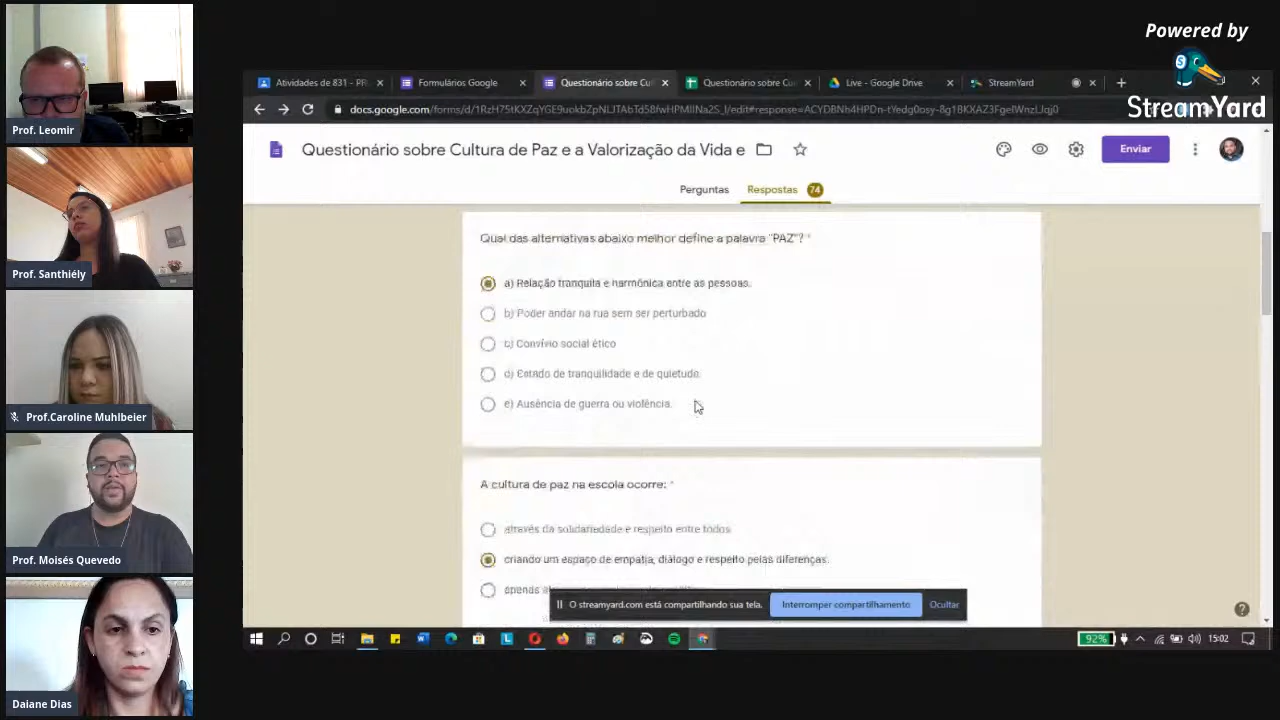 Powered by
StreamYard
Prof. Leomir
Prof. Santhiély
Prof.Caroline Muhlbeier
Prof. Moisés Quevedo
Daiane Dias
Atividades de 831 - PR
Formulários Google
Questionário sobre Cul
Questionário sobre Cu
Live - Google Drive
StreamYard
Questionário sobre Cultura de Paz e a Valorização da Vida e
Enviar
Perguntas
Respostas 74
Qual das alternativas abaixo melhor define a palavra "PAZ"? *
a) Relação tranquila e harmônica entre as pessoas.
b) Poder andar na rua sem ser perturbado
c) Convívio social ético
d) Estado de tranquilidade e de quietude.
e) Ausência de guerra ou violência.
A cultura de paz na escola ocorre: *
através da solidariedade e respeito entre todos
criando um espaço de empatia, diálogo e respeito pelas diferenças.
apenas
O streamyard.com está compartilhando sua tela.
Interromper compartilhamento
Ocultar
92%
15:02